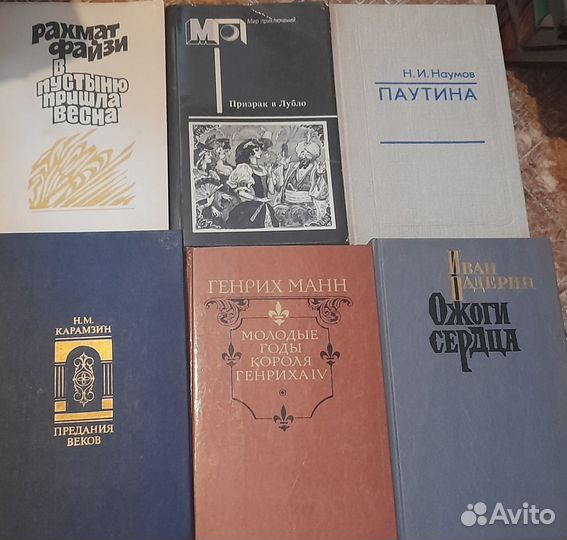 Рахмат
Файзи
В
пустыню
пришла
весна
МП
Мир приключений
Призрак в Лубло
Н.И. Наумов
ПАУТИНА
Н.М.
КАРАМЗИН
ПРЕДАНИЯ
ВЕКОВ
ГЕНРИХ МАНН
МОЛОДЫЕ
ГОДЫ
КОРОЛЯ
ГЕНРИХА IV
Иван
Падерин
Ожоги
сердца
Avito